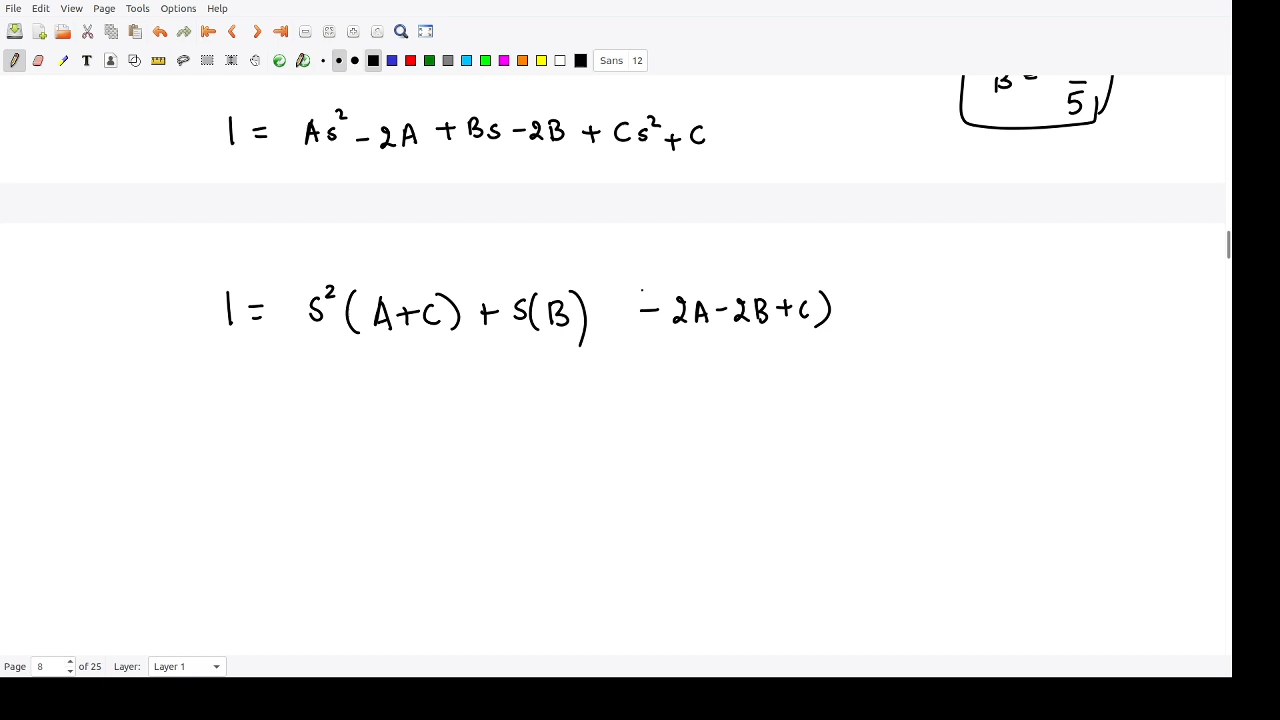 File Edit View Page Tools Options Help
T Sans 12
B =
5
1 = As² - 2A + Bs - 2B + Cs² + C
1 = S² ( A+C) + S(B) - 2A - 2B + C)
Page 8 of 25 Layer: Layer 1